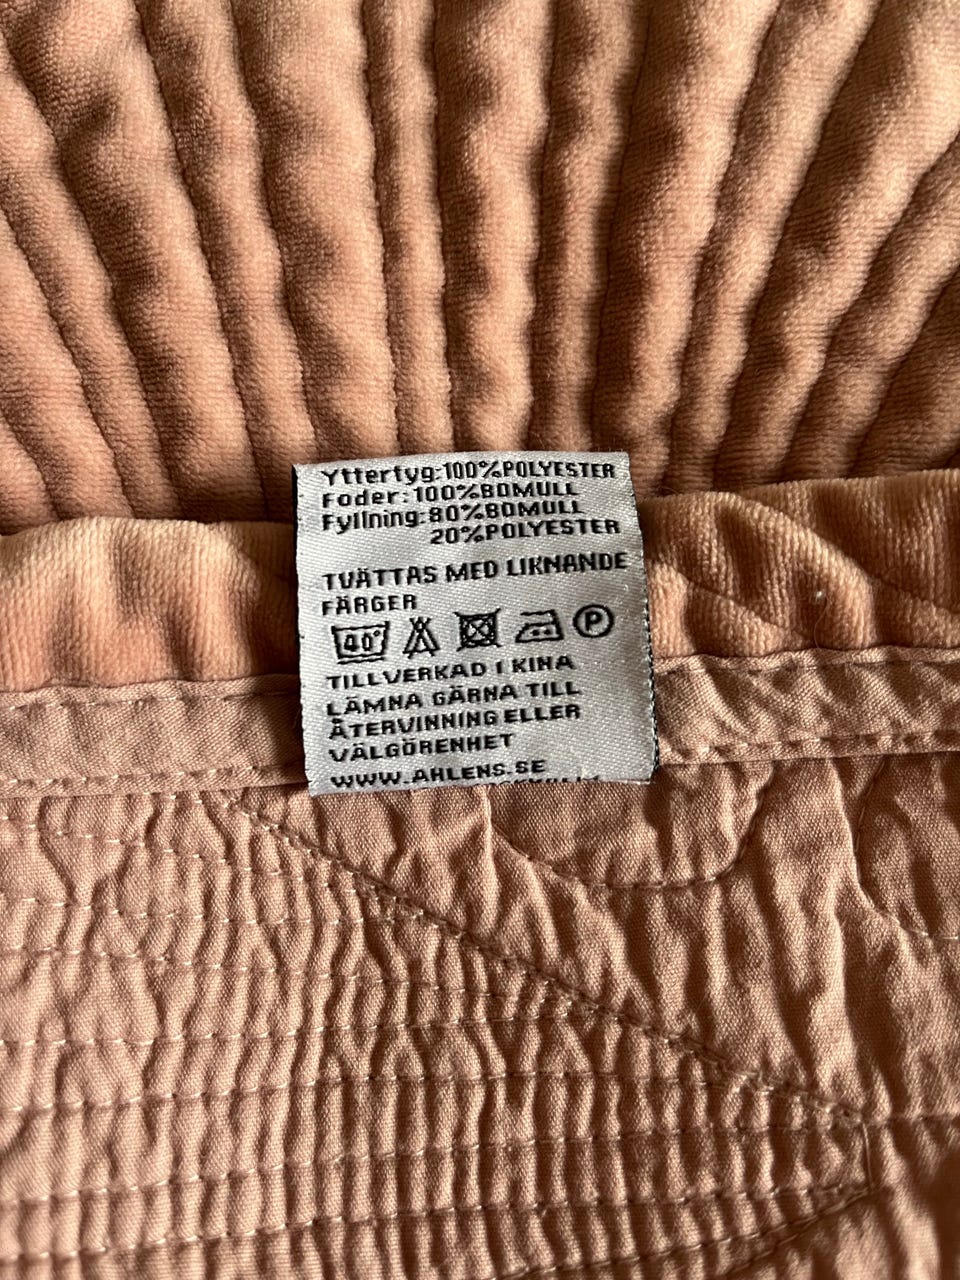 Yttertyg:100%POLYESTER
Foder:100%BOMULL
Fyllning:80%BOMULL
20%POLYESTER
TVÄTTAS MED LIKNANDE
FÄRGER
40° P
TILLVERKAD I KINA
LÄMNA GÄRNA TILL
ÅTERVINNING ELLER
VÄLGÖRENHET
WWW.AHLENS.SE